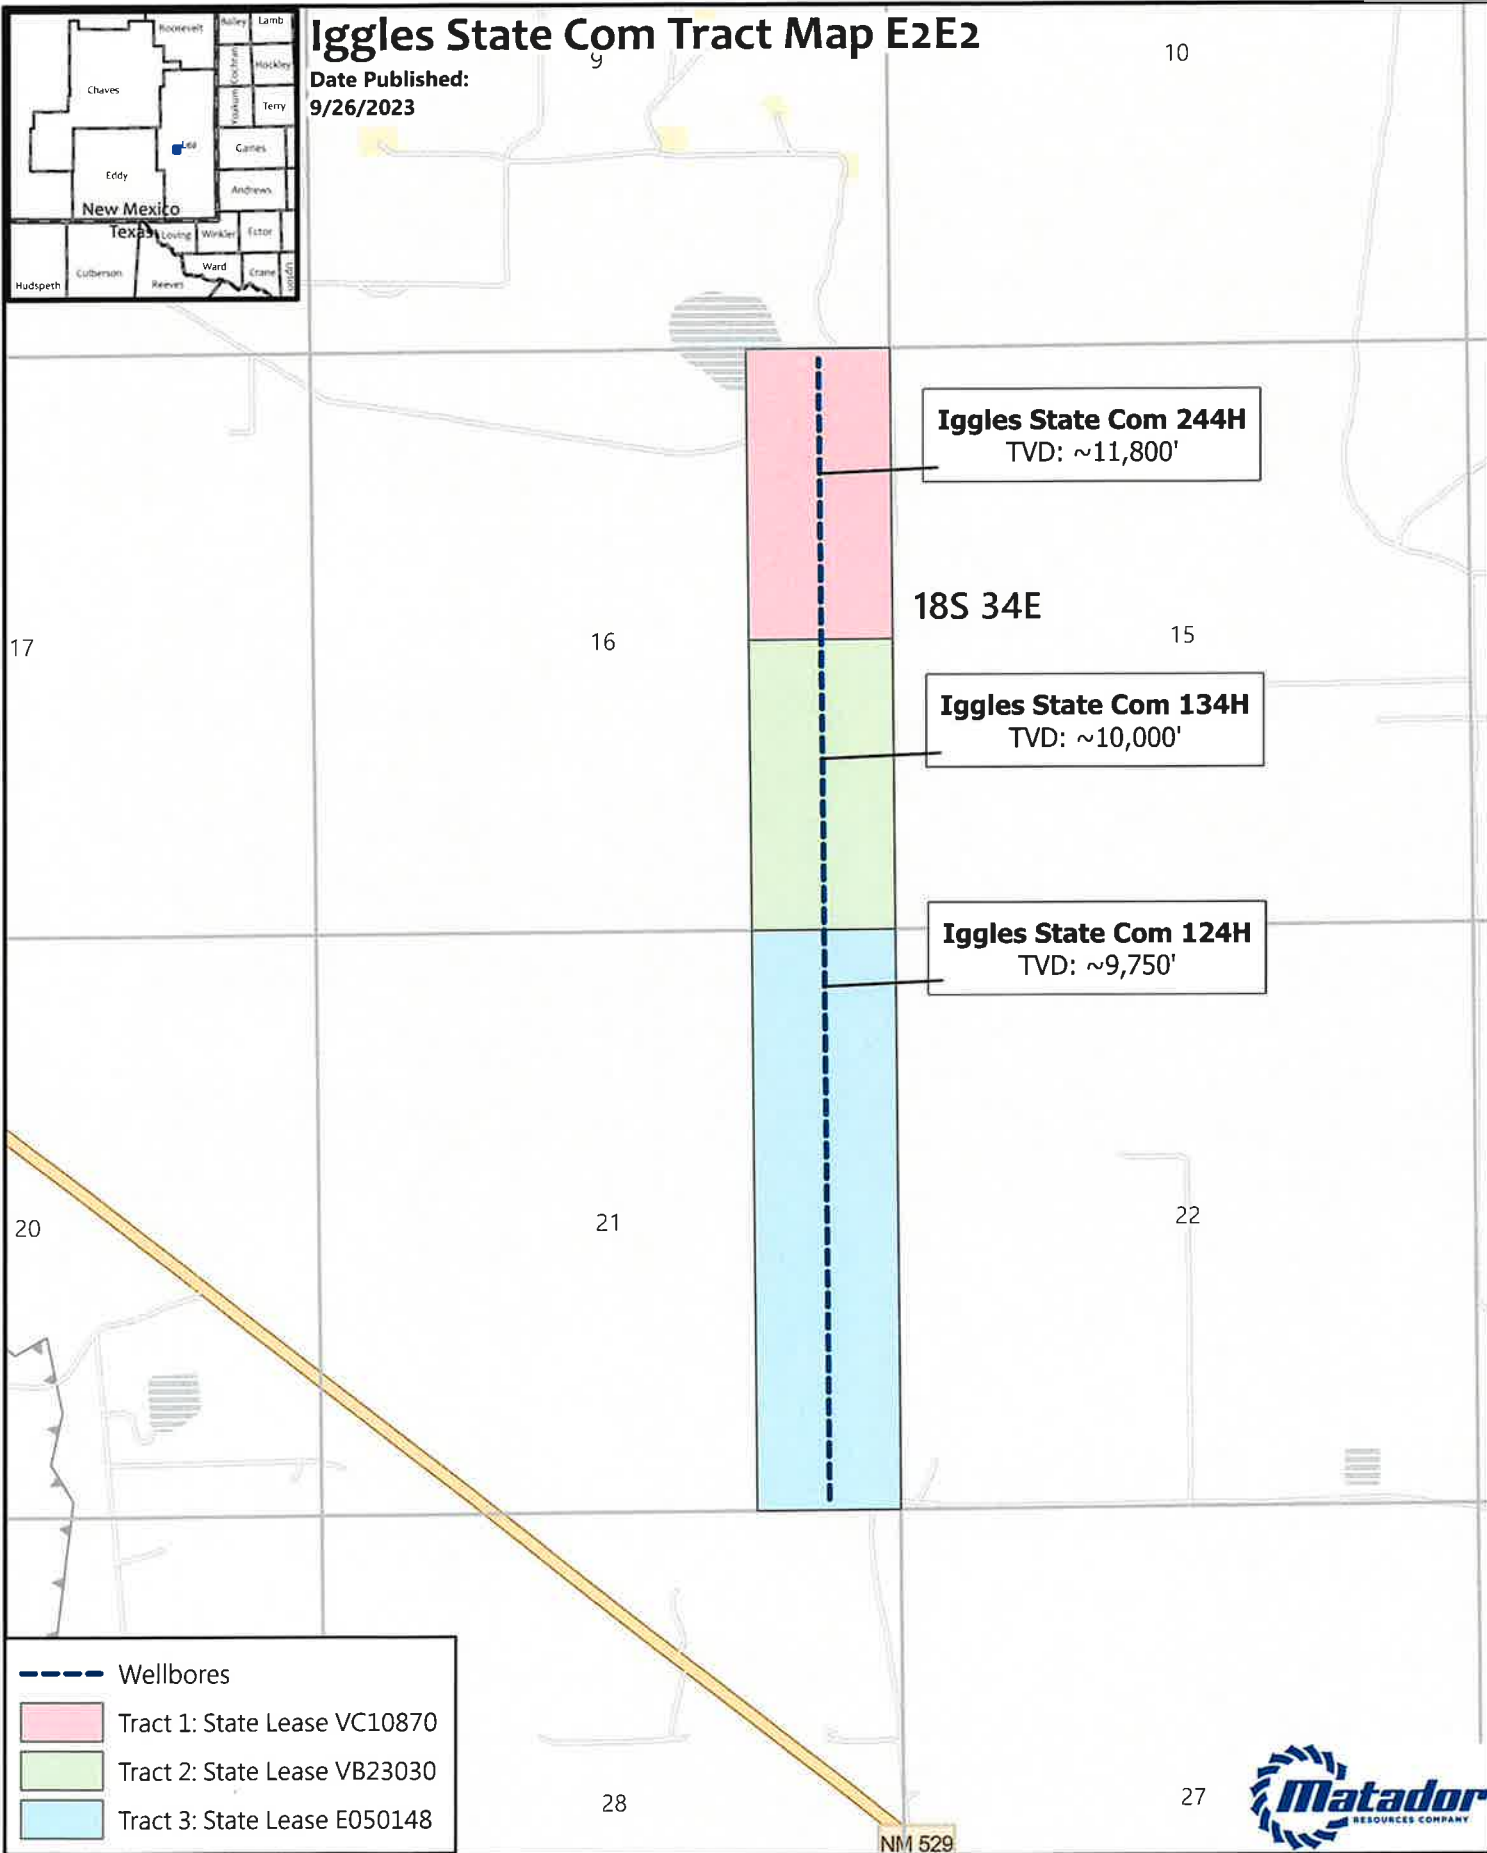 Iggles State Com Tract Map E2E2
Date Published:
9/26/2023
Roosevelt
Bailey
Lamb
Cochran
Hockley
Chaves
Yoakum
Terry
Lea
Gaines
Eddy
Andrews
New Mexico
Texas
Loving
Winkler
Ector
Culberson
Ward
Crane
Upton
Hudspeth
Reeves
9
10
Iggles State Com 244H
TVD: ~11,800'
18S 34E
17
16
15
Iggles State Com 134H
TVD: ~10,000'
Iggles State Com 124H
TVD: ~9,750'
20
21
22
Wellbores
Tract 1: State Lease VC10870
Tract 2: State Lease VB23030
Tract 3: State Lease E050148
28
27
NM 529
Matador
RESOURCES COMPANY